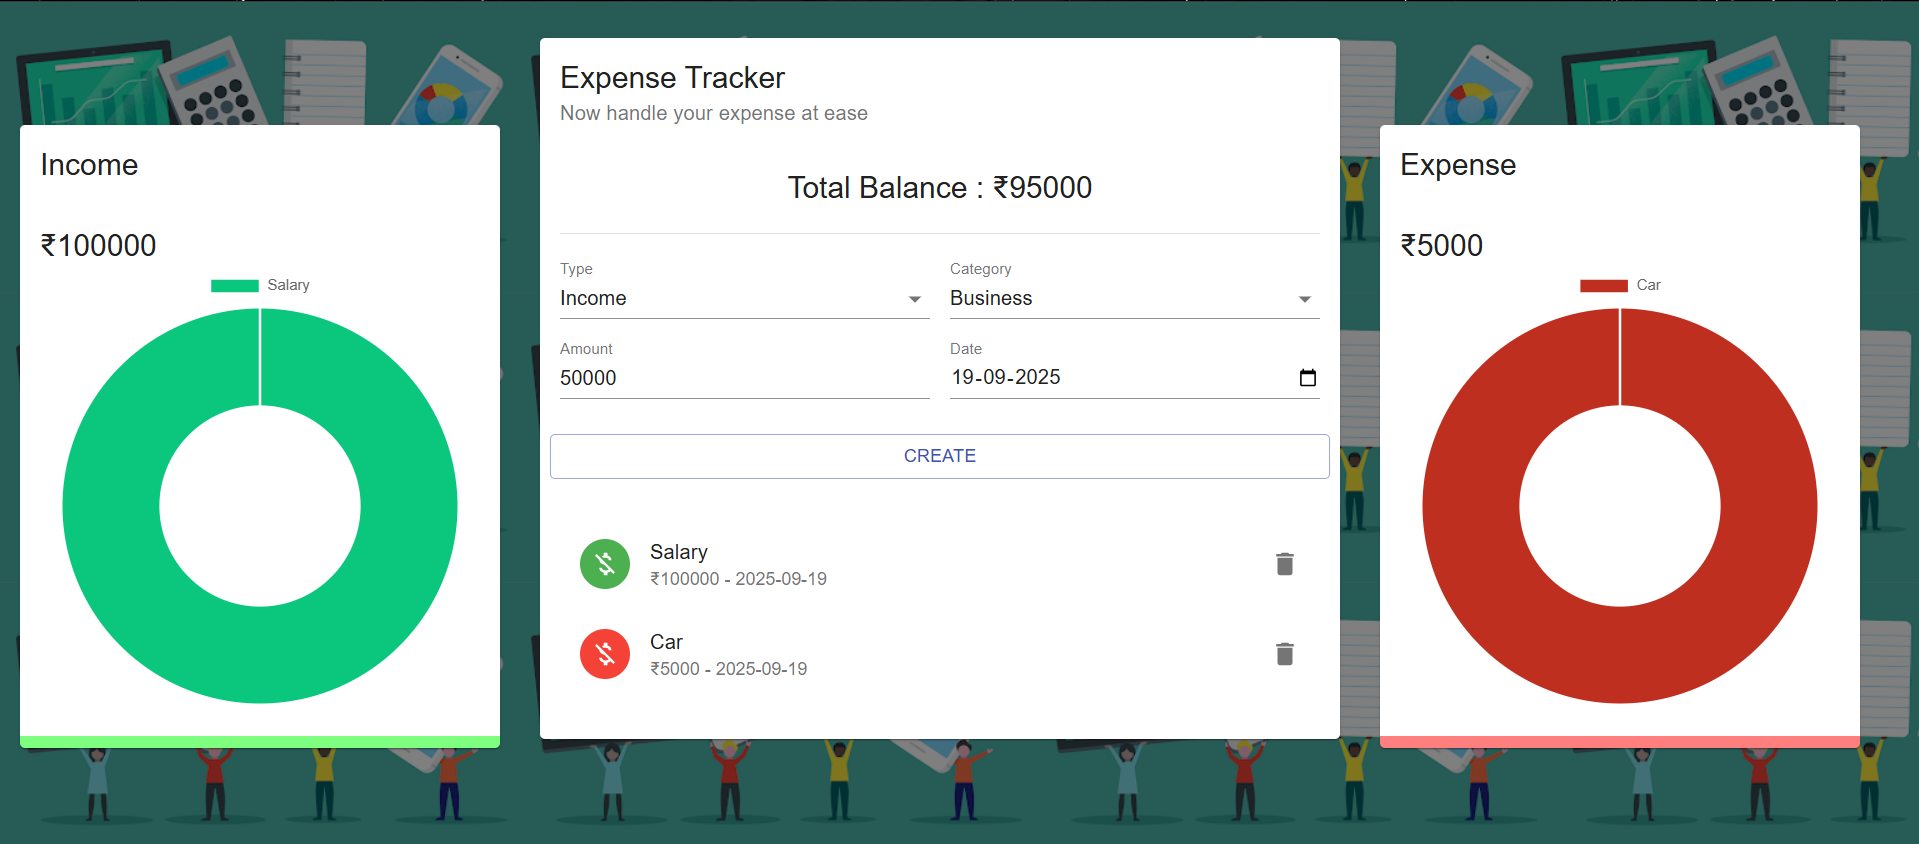 Income
₹100000
Salary
Expense Tracker
Now handle your expense at ease
Total Balance : ₹95000
Type
Income
Category
Business
Amount
50000
Date
19-09-2025
CREATE
Salary
₹100000 - 2025-09-19
Car
₹5000 - 2025-09-19
Expense
₹5000
Car